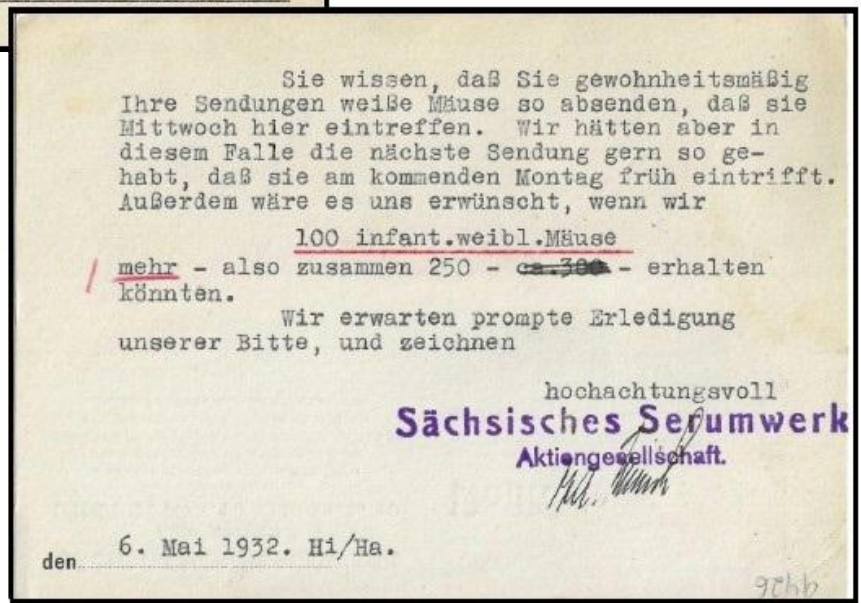 Sie wissen, daß Sie gewohnheitsmäßig
Ihre Sendungen weiße Mäuse so absenden, daß sie
Mittwoch hier eintreffen. Wir hätten aber in
diesem Falle die nächste Sendung gern so ge-
habt, daß sie am kommenden Montag früh eintrifft.
Außerdem wäre es uns erwünscht, wenn wir
100 infant.weibl.Mäuse
mehr - also zusammen 250 - ca.300 - erhalten
könnten.
Wir erwarten prompte Erledigung
unserer Bitte, und zeichnen
hochachtungsvoll
Sächsisches Serumwerk
Aktiengesellschaft.
den 6. Mai 1932. Hi/Ha.